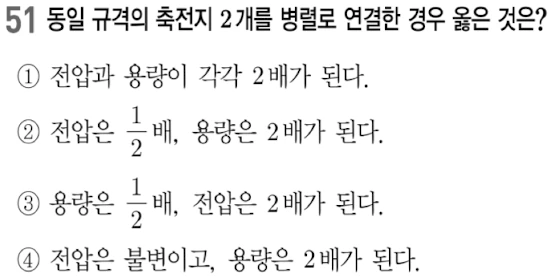 51 동일 규격의 축전지 2개를 병렬로 연결한 경우 옳은 것은?
① 전압과 용량이 각각 2배가 된다.
② 전압은 1/2배, 용량은 2배가 된다.
③ 용량은 1/2배, 전압은 2배가 된다.
④ 전압은 불변이고, 용량은 2배가 된다.